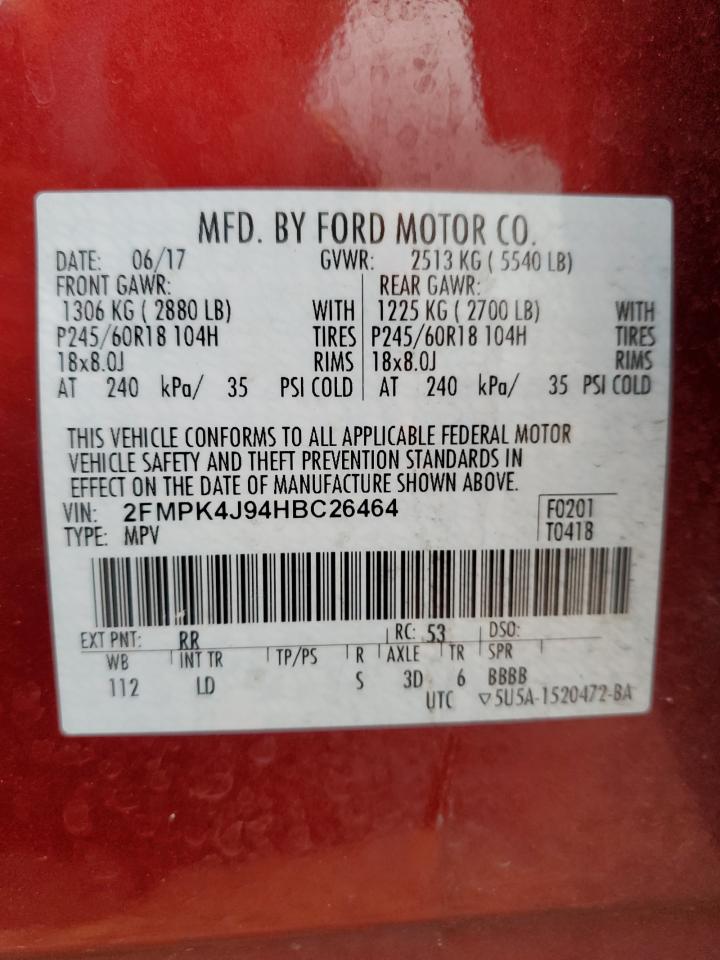 MFD. BY FORD MOTOR CO.
DATE: 06/17 GVWR: 2513 KG ( 5540 LB)
FRONT GAWR: REAR GAWR:
1306 KG ( 2880 LB) WITH 1225 KG ( 2700 LB) WITH
P245/60R18 104H TIRES P245/60R18 104H TIRES
18x8.0J RIMS 18x8.0J RIMS
AT 240 kPa/ 35 PSI COLD AT 240 kPa/ 35 PSI COLD
THIS VEHICLE CONFORMS TO ALL APPLICABLE FEDERAL MOTOR
VEHICLE SAFETY AND THEFT PREVENTION STANDARDS IN
EFFECT ON THE DATE OF MANUFACTURE SHOWN ABOVE.
VIN: 2FMPK4J94HBC26464 F0201
TYPE: MPV T0418
EXT PNT: RR RC: 53 DSO:
WB INT TR TP/PS R AXLE TR SPR
112 LD S 3D 6 BBBB
UTC ▽5U5A-1520472-BA